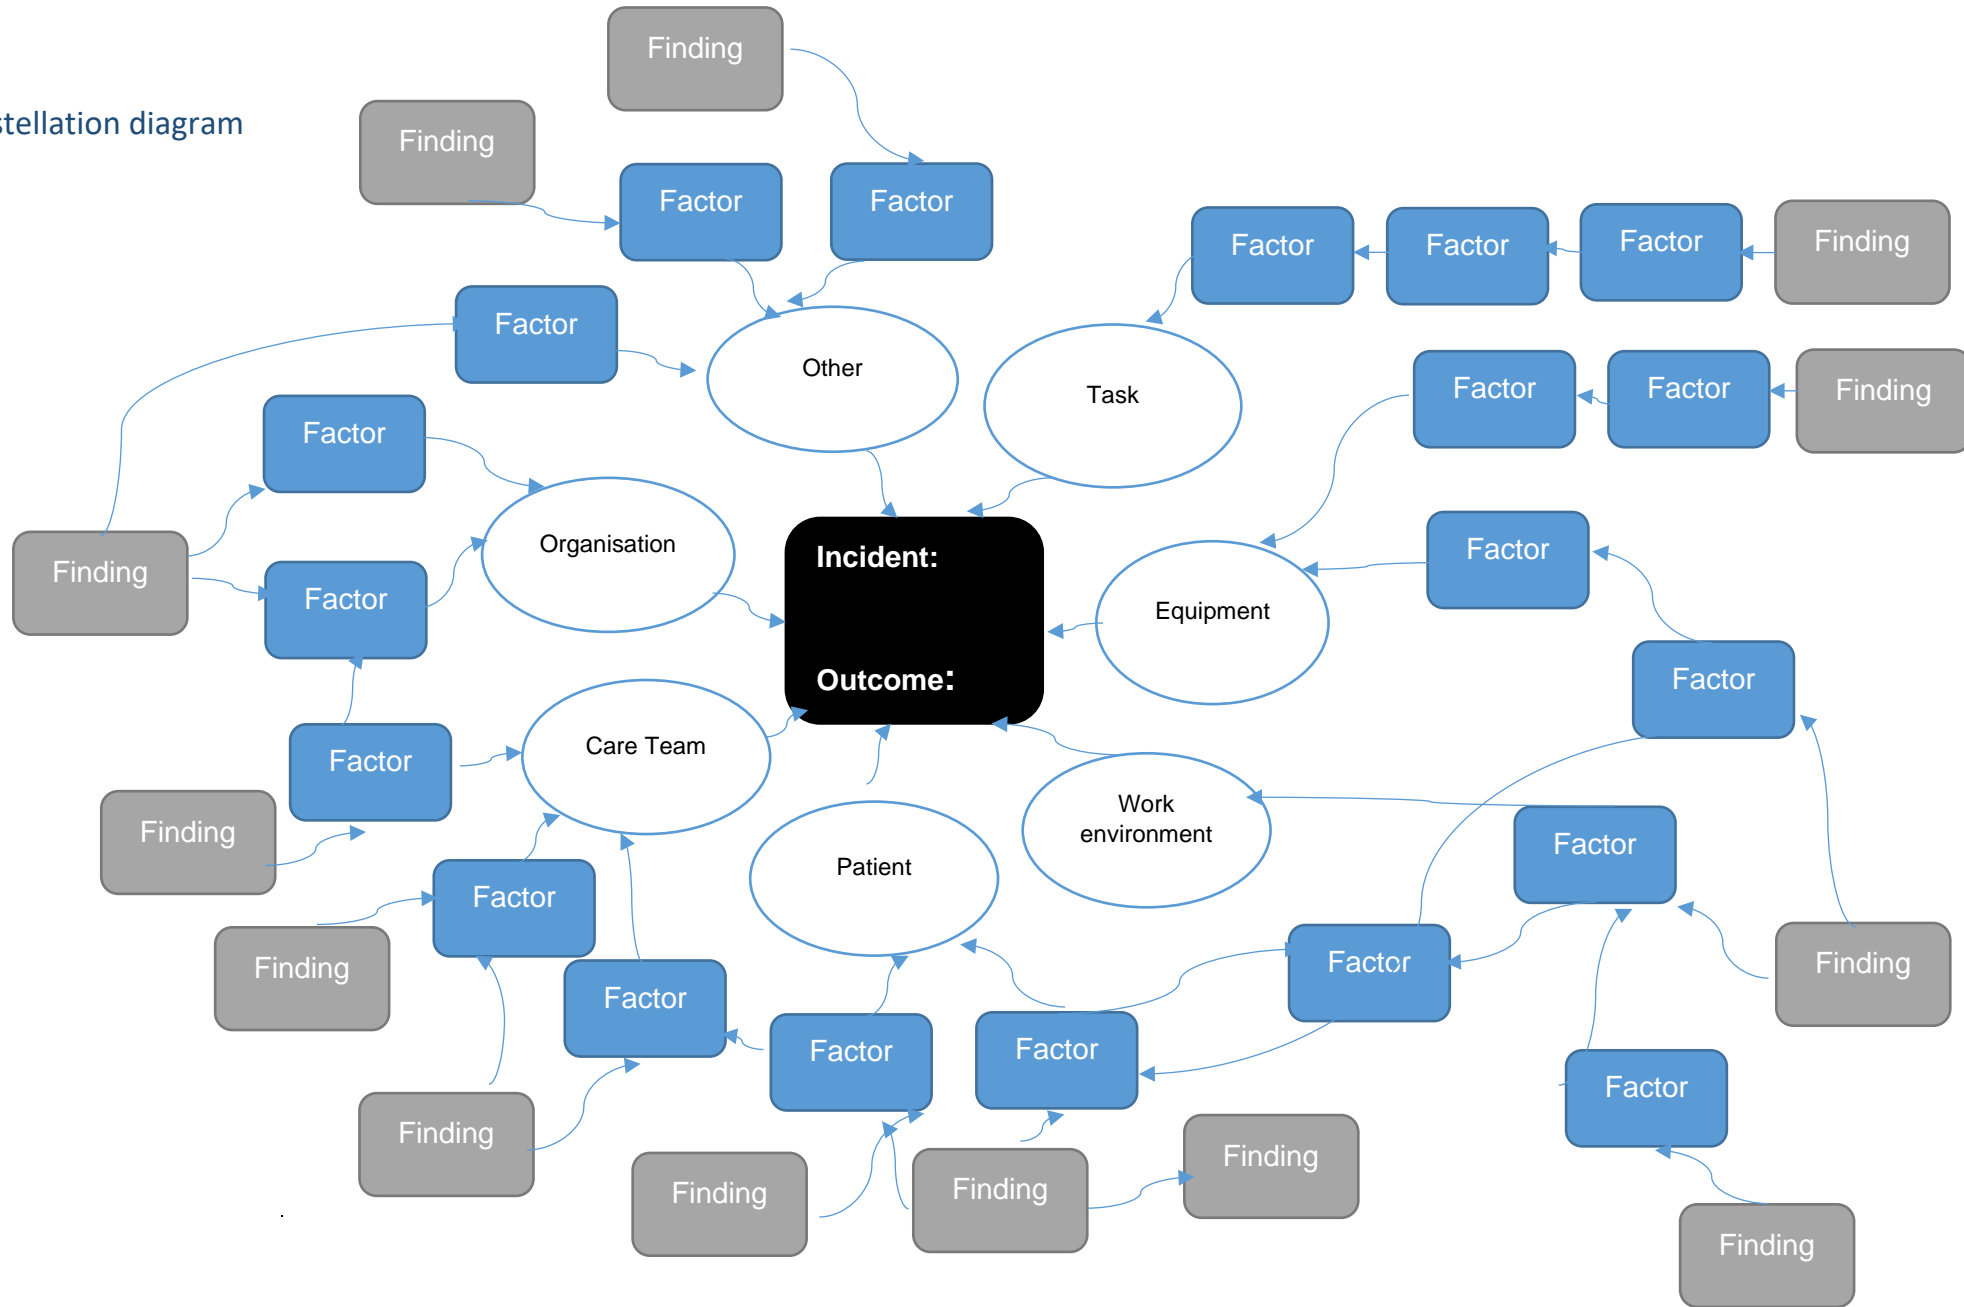 Finding
stellation diagram
Finding
Factor
Factor
Factor
Factor
Factor
Finding
Factor
Other
Task
Factor
Factor
Finding
Factor
Organisation
Incident:
Factor
Finding
Factor
Equipment
Outcome:
Factor
Factor
Care Team
Work
environment
Finding
Patient
Factor
Factor
Finding
Factor
Factor
Finding
Factor
Factor
Factor
Finding
Finding
Finding
Finding
Factor
Finding
.